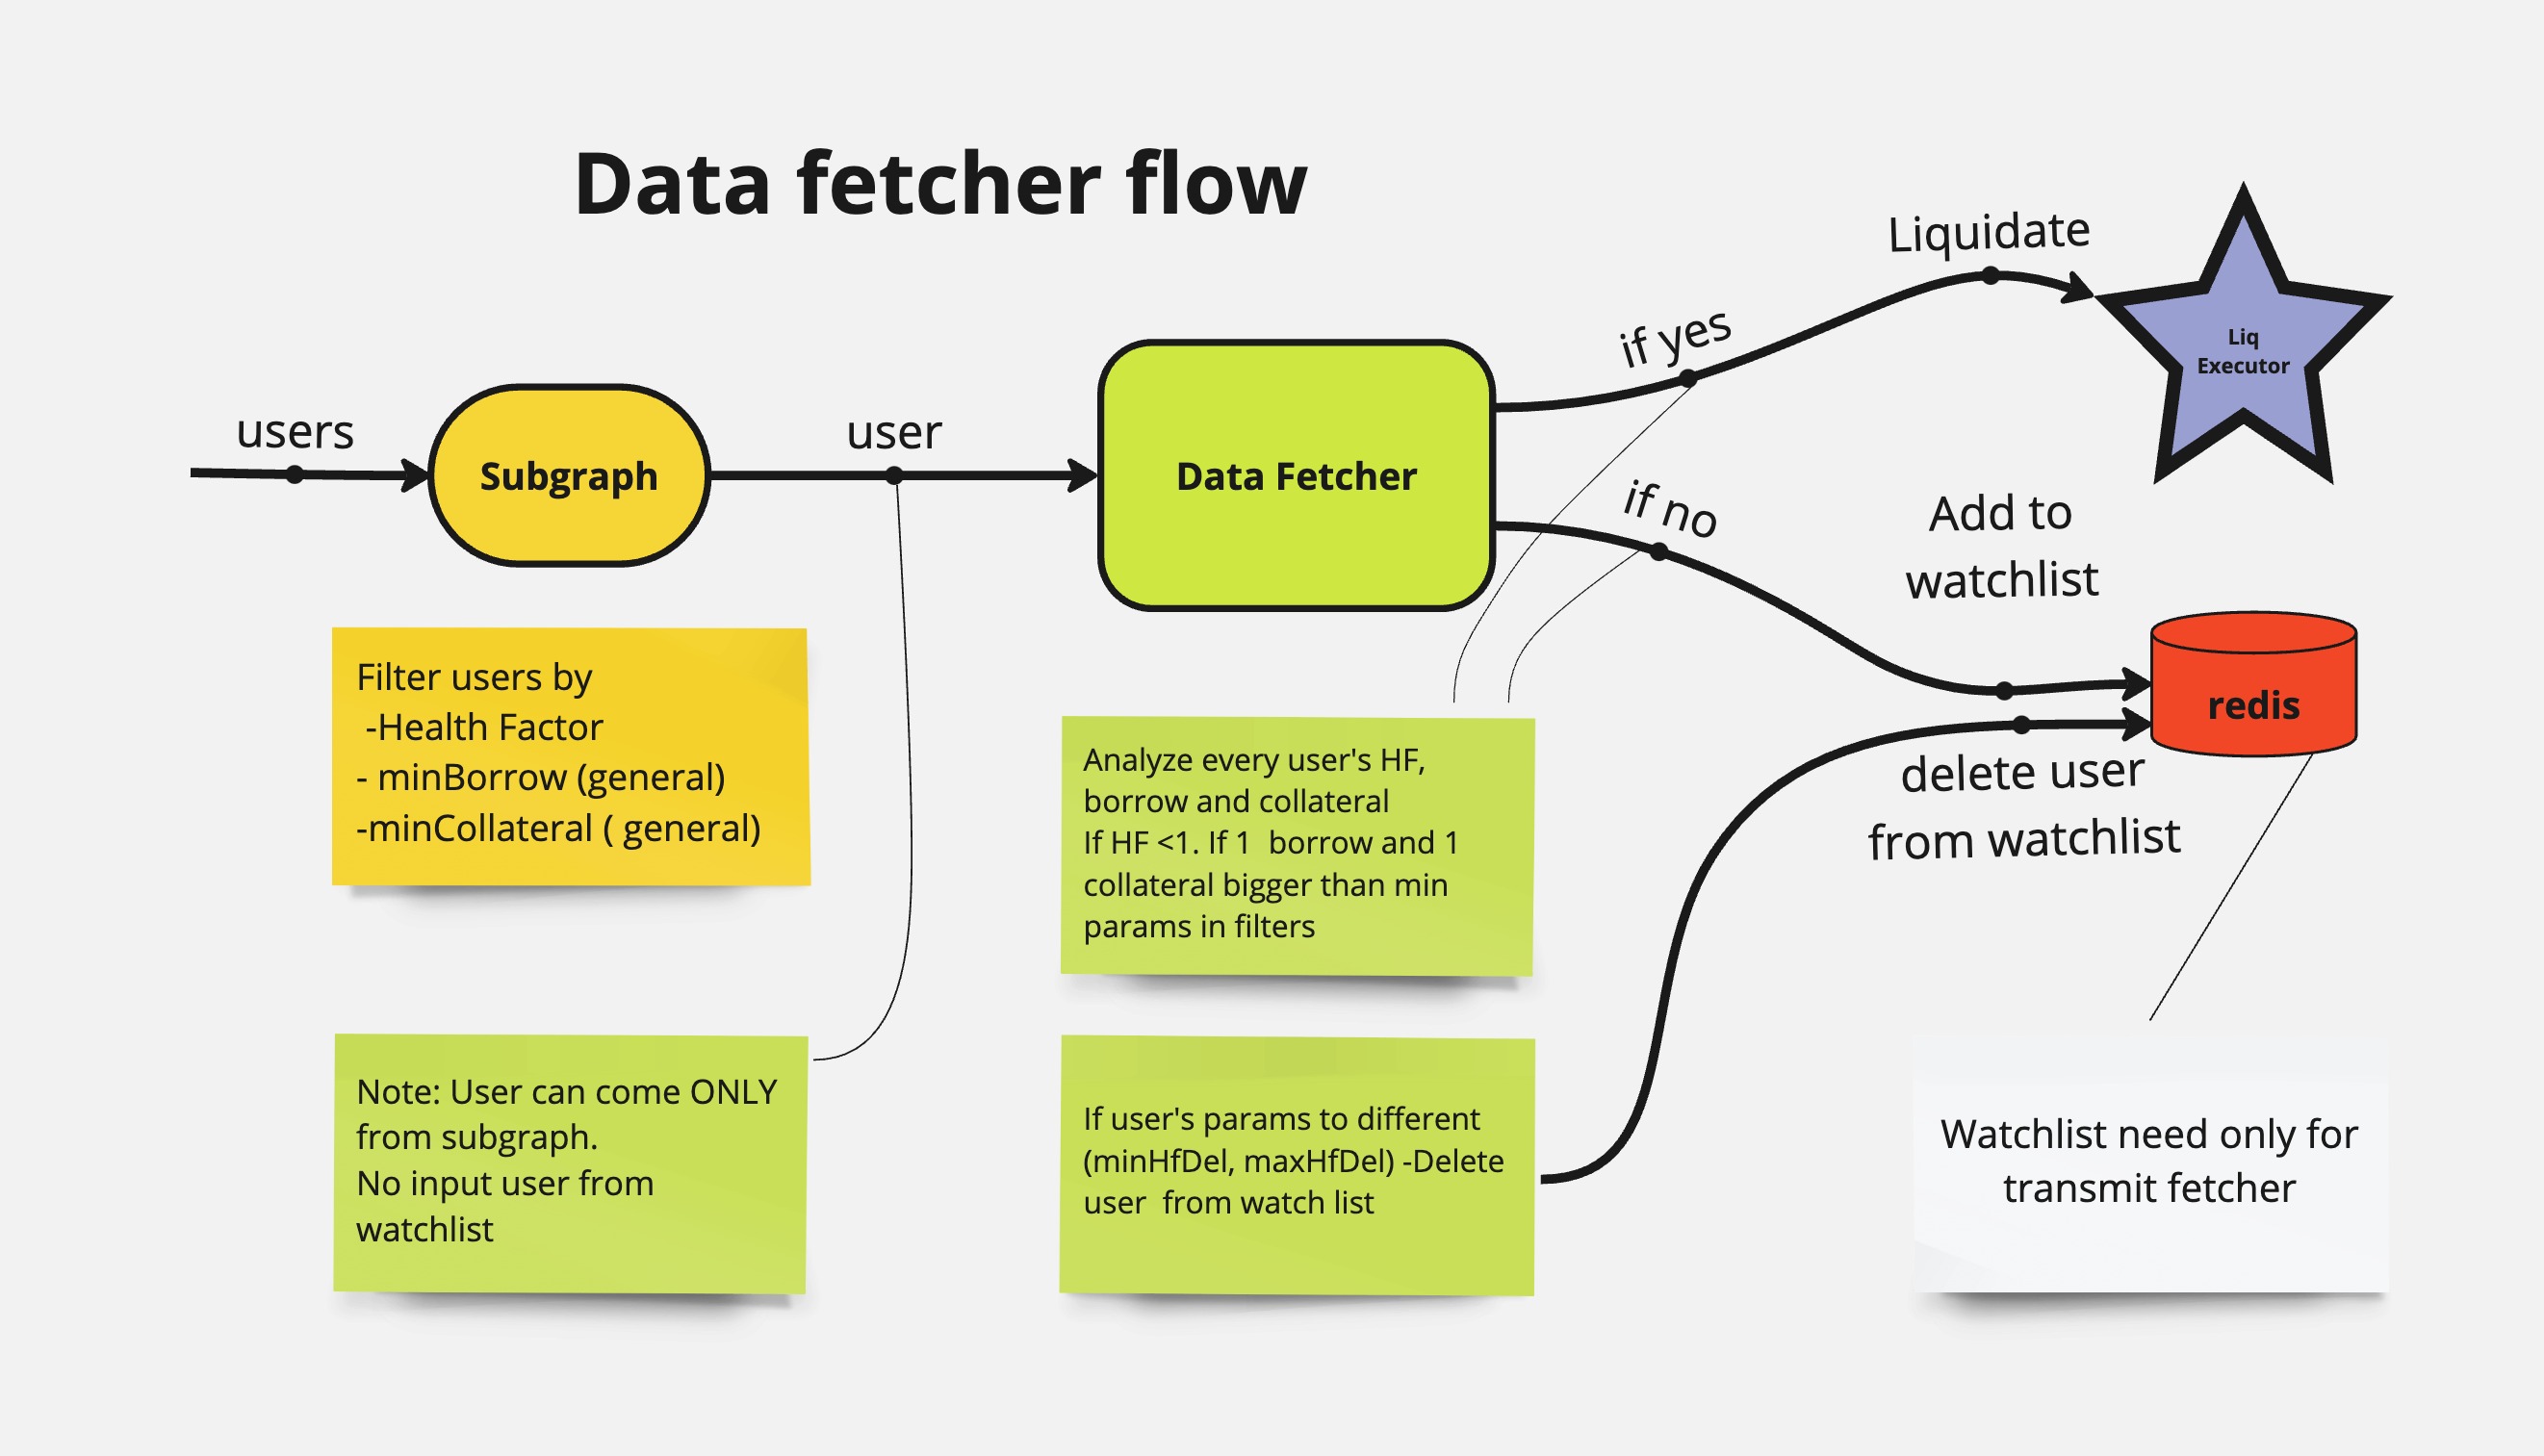 Data fetcher flow
users
Subgraph
user
Data Fetcher
if yes
Liquidate
Liq
Executor
if no
Add to
watchlist
redis
delete user
from watchlist
Filter users by
-Health Factor
- minBorrow (general)
-minCollateral ( general)
Analyze every user's HF,
borrow and collateral
If HF <1. If 1  borrow and 1
collateral bigger than min
params in filters
Note: User can come ONLY
from subgraph.
No input user from
watchlist
If user's params to different
(minHfDel, maxHfDel) -Delete
user  from watch list
Watchlist need only for
transmit fetcher